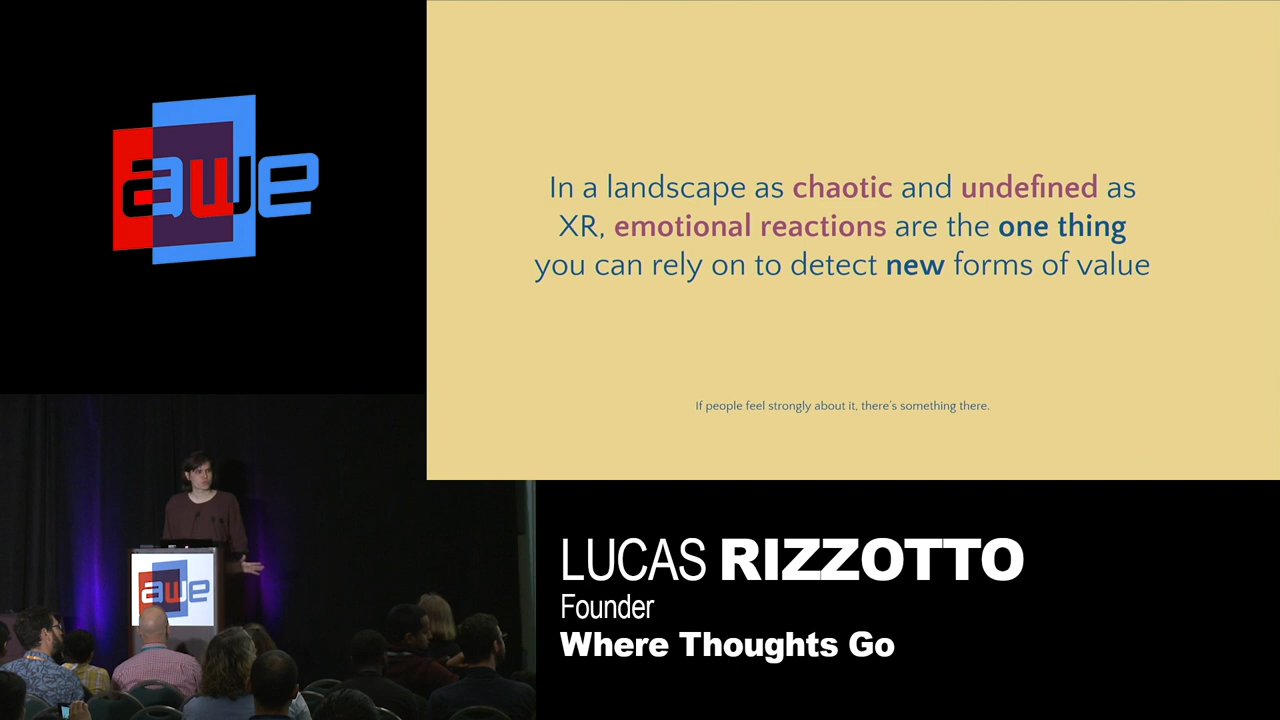 awe
In a landscape as chaotic and undefined as
XR, emotional reactions are the one thing
you can rely on to detect new forms of value
If people feel strongly about it, there's something there.
awe
LUCAS RIZZOTTO
Founder
Where Thoughts Go